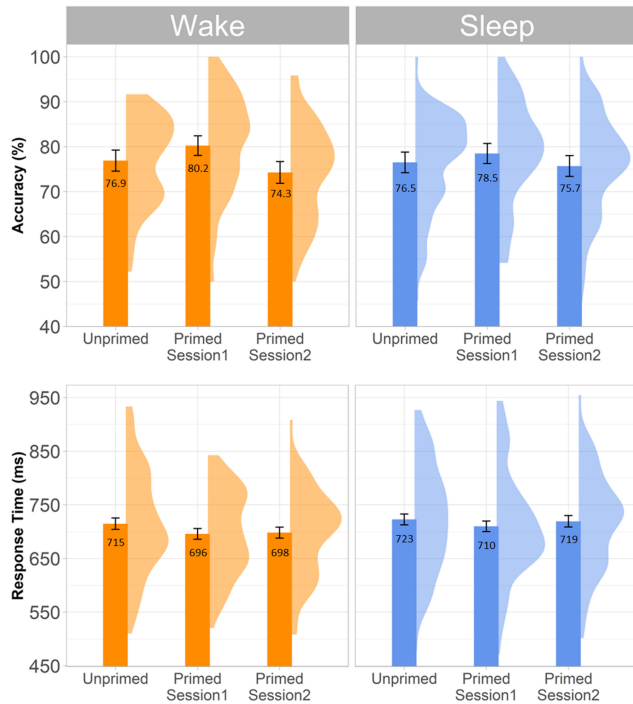 Wake
Sleep
Accuracy (%)
100
90
80
70
60
50
40
76.9
80.2
74.3
76.5
78.5
75.7
Unprimed
Primed
Session1
Primed
Session2
Unprimed
Primed
Session1
Primed
Session2
Response Time (ms)
950
850
750
650
550
450
715
696
698
723
710
719
Unprimed
Primed
Session1
Primed
Session2
Unprimed
Primed
Session1
Primed
Session2